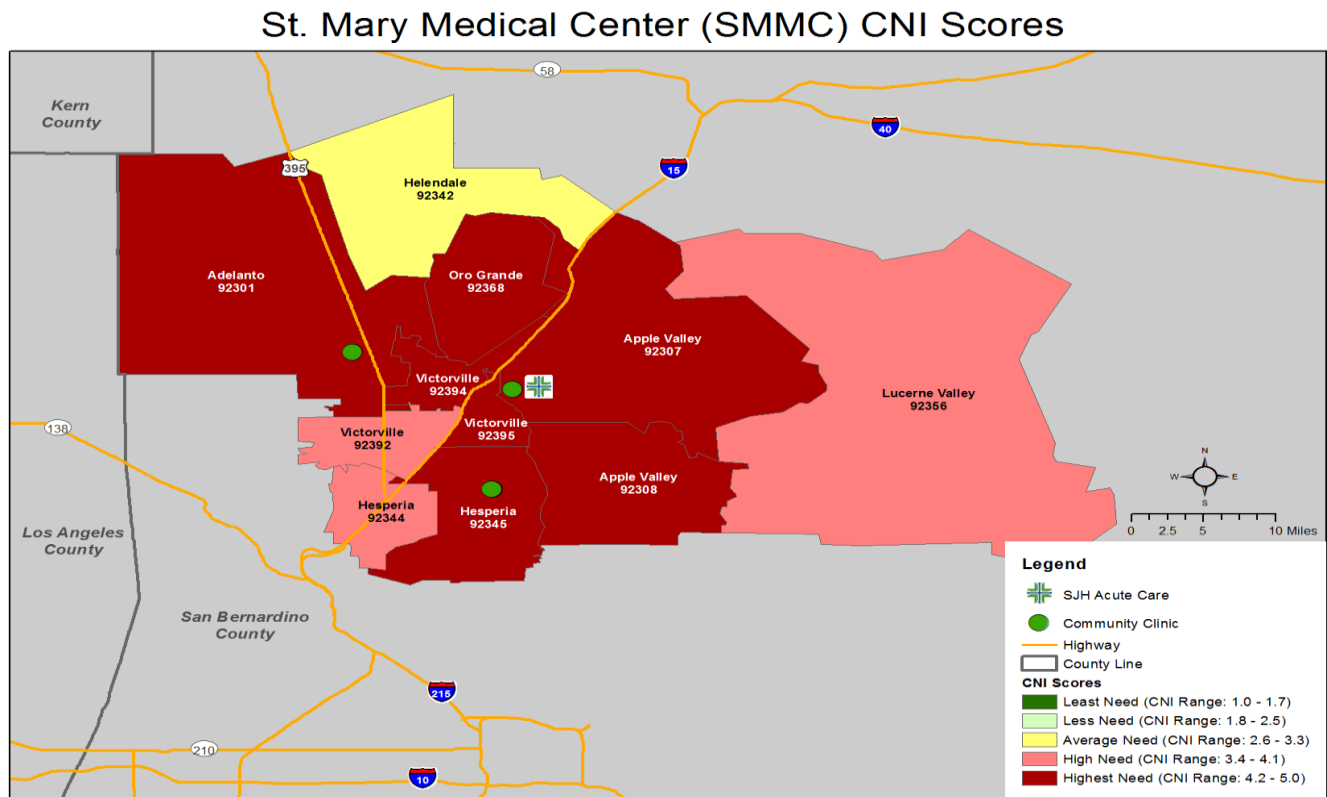 St. Mary Medical Center (SMMC) CNI Scores
58
Kern
County
40
395
15
Helendale
92342
Adelanto
92301
Oro Grande
92368
Apple Valley
92307
Victorville
92394
Lucerne Valley
92356
138
Victorville
92392
Victorville
92395
Apple Valley
92308
N
W
E
S
Hesperia
92344
Hesperia
92345
0 2.5 5 10 Miles
Los Angeles
County
San Bernardino
County
215
210
10
Legend
SJH Acute Care
Community Clinic
Highway
County Line
CNI Scores
Least Need (CNI Range: 1.0 - 1.7)
Less Need (CNI Range: 1.8 - 2.5)
Average Need (CNI Range: 2.6 - 3.3)
High Need (CNI Range: 3.4 - 4.1)
Highest Need (CNI Range: 4.2 - 5.0)